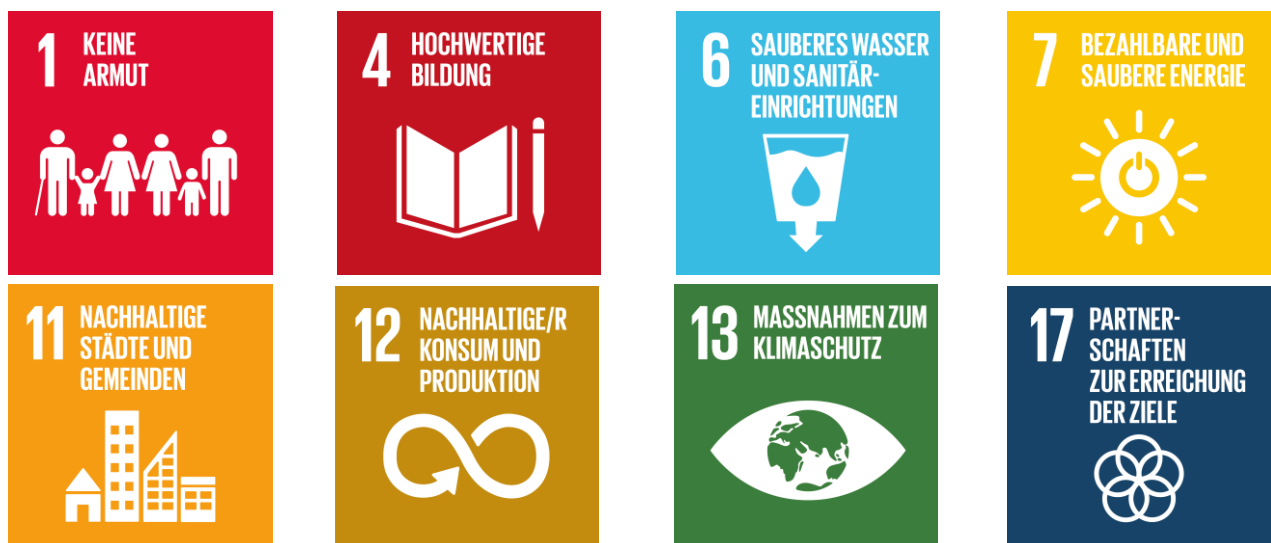 1 KEINE
ARMUT
4 HOCHWERTIGE
BILDUNG
6 SAUBERES WASSER
UND SANITÄR-
EINRICHTUNGEN
7 BEZAHLBARE UND
SAUBERE ENERGIE
11 NACHHALTIGE
STÄDTE UND
GEMEINDEN
12 NACHHALTIGE/R
KONSUM UND
PRODUKTION
13 MASSNAHMEN ZUM
KLIMASCHUTZ
17 PARTNER-
SCHAFTEN
ZUR ERREICHUNG
DER ZIELE